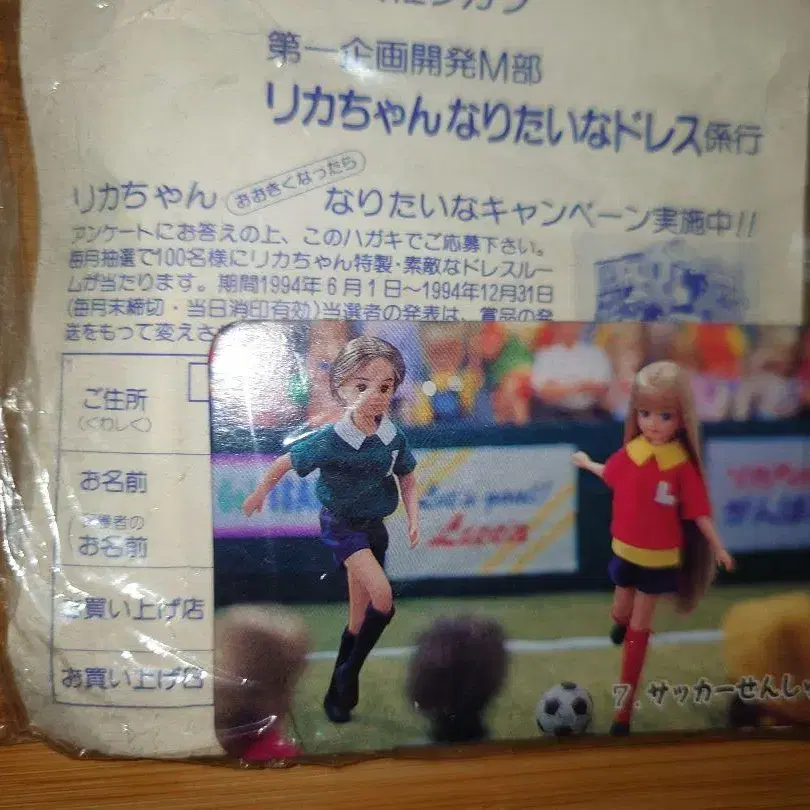 第一企画開発M部
リカちゃんなりたいなドレス係行
リカちゃん おおきくなったら なりたいなキャンペーン実施中!!
アンケートにお答えの上、このハガキでご応募下さい。
毎月抽選で100名様にリカちゃん特製・素敵なドレスルー
ムが当たります。期間1994年6月1日〜1994年12月31日
(毎月末締切・当日消印有効)当選者の発表は、賞品の発
送をもって変えさ
ご住所
(くわしく)
お名前
お名前
お買い上げ店
お買い上げ日
Let's goal!
Licca
リカちゃ
がんば
L
7.サッカーせんし